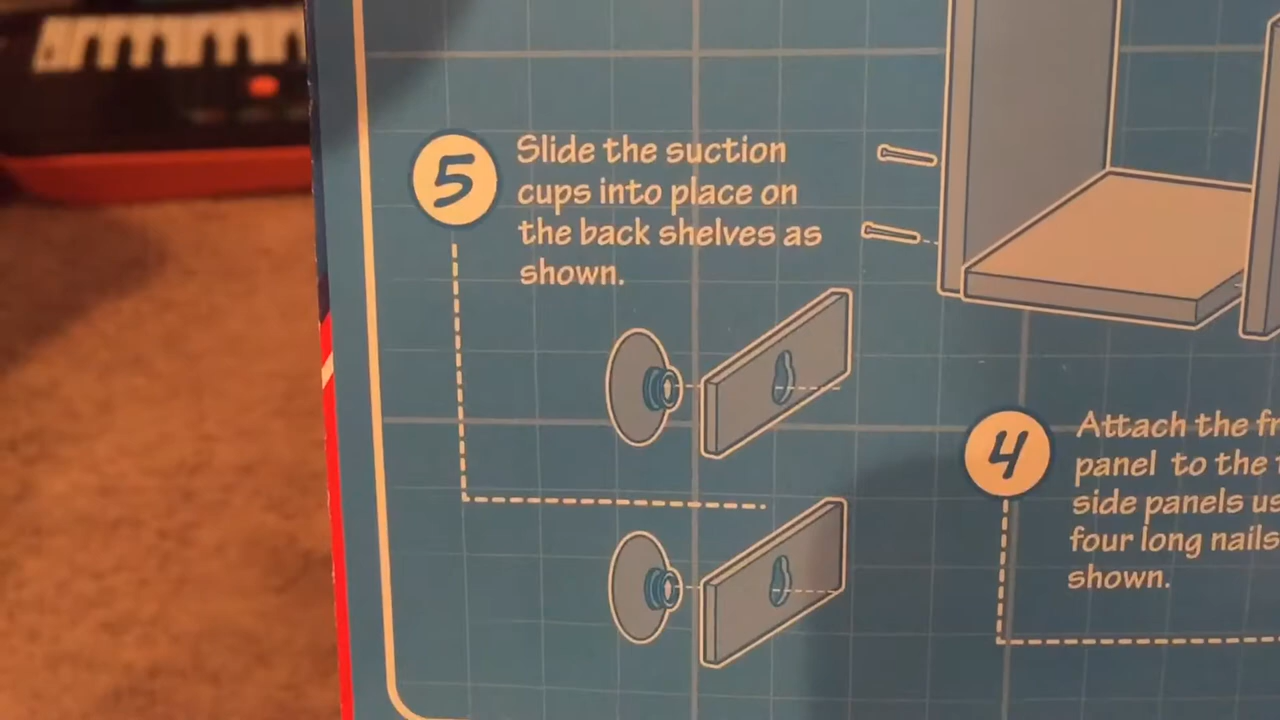 5
Slide the suction
cups into place on
the back shelves as
shown.
4
Attach the
panel to the
side panels
four long nails
shown.